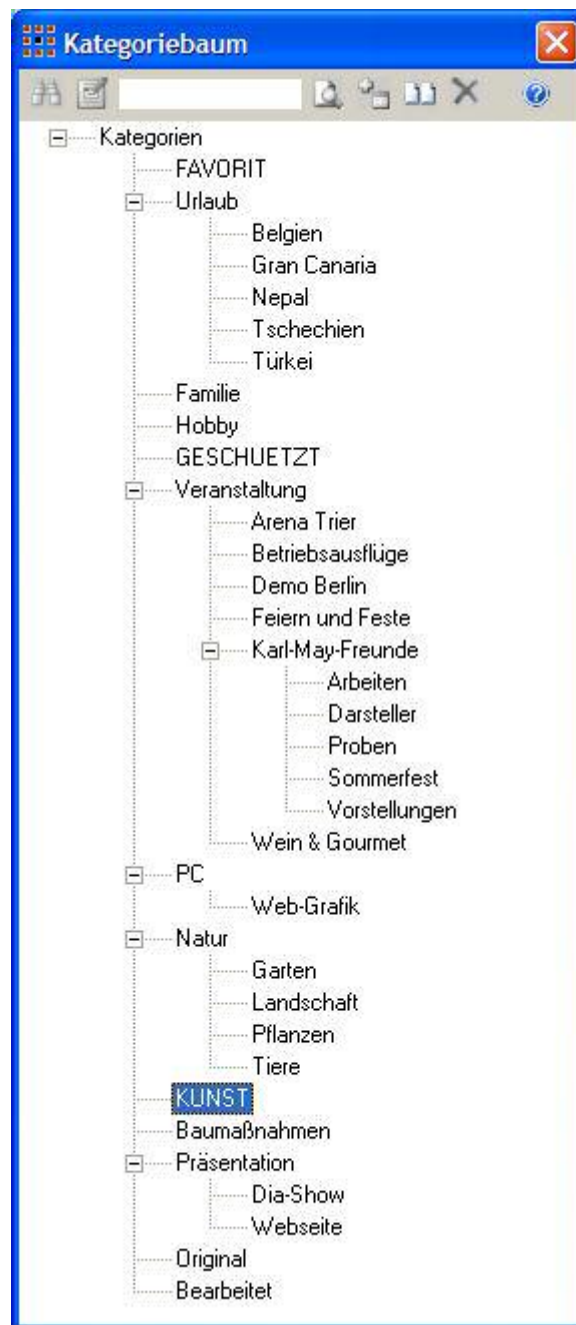 Kategoriebaum
Kategorien
FAVORIT
Urlaub
Belgien
Gran Canaria
Nepal
Tschechien
Türkei
Familie
Hobby
GESCHUETZT
Veranstaltung
Arena Trier
Betriebsausflüge
Demo Berlin
Feiern und Feste
Karl-May-Freunde
Arbeiten
Darsteller
Proben
Sommerfest
Vorstellungen
Wein & Gourmet
PC
Web-Grafik
Natur
Garten
Landschaft
Pflanzen
Tiere
KUNST
Baumaßnahmen
Präsentation
Dia-Show
Webseite
Original
Bearbeitet